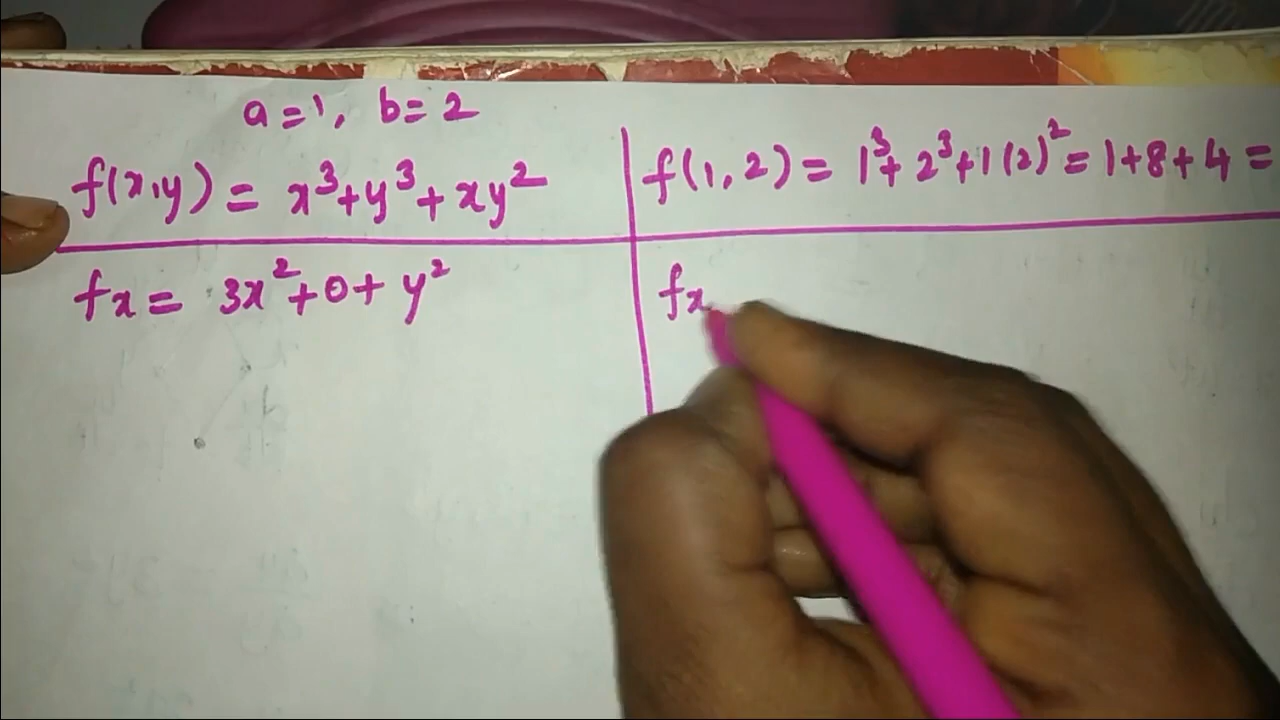 a=1, b=2
f(x,y) = x³+y³+xy²
f(1,2) = 1³+2³+1(2)²=1+8+4=
fx = 3x²+0+y²
fx